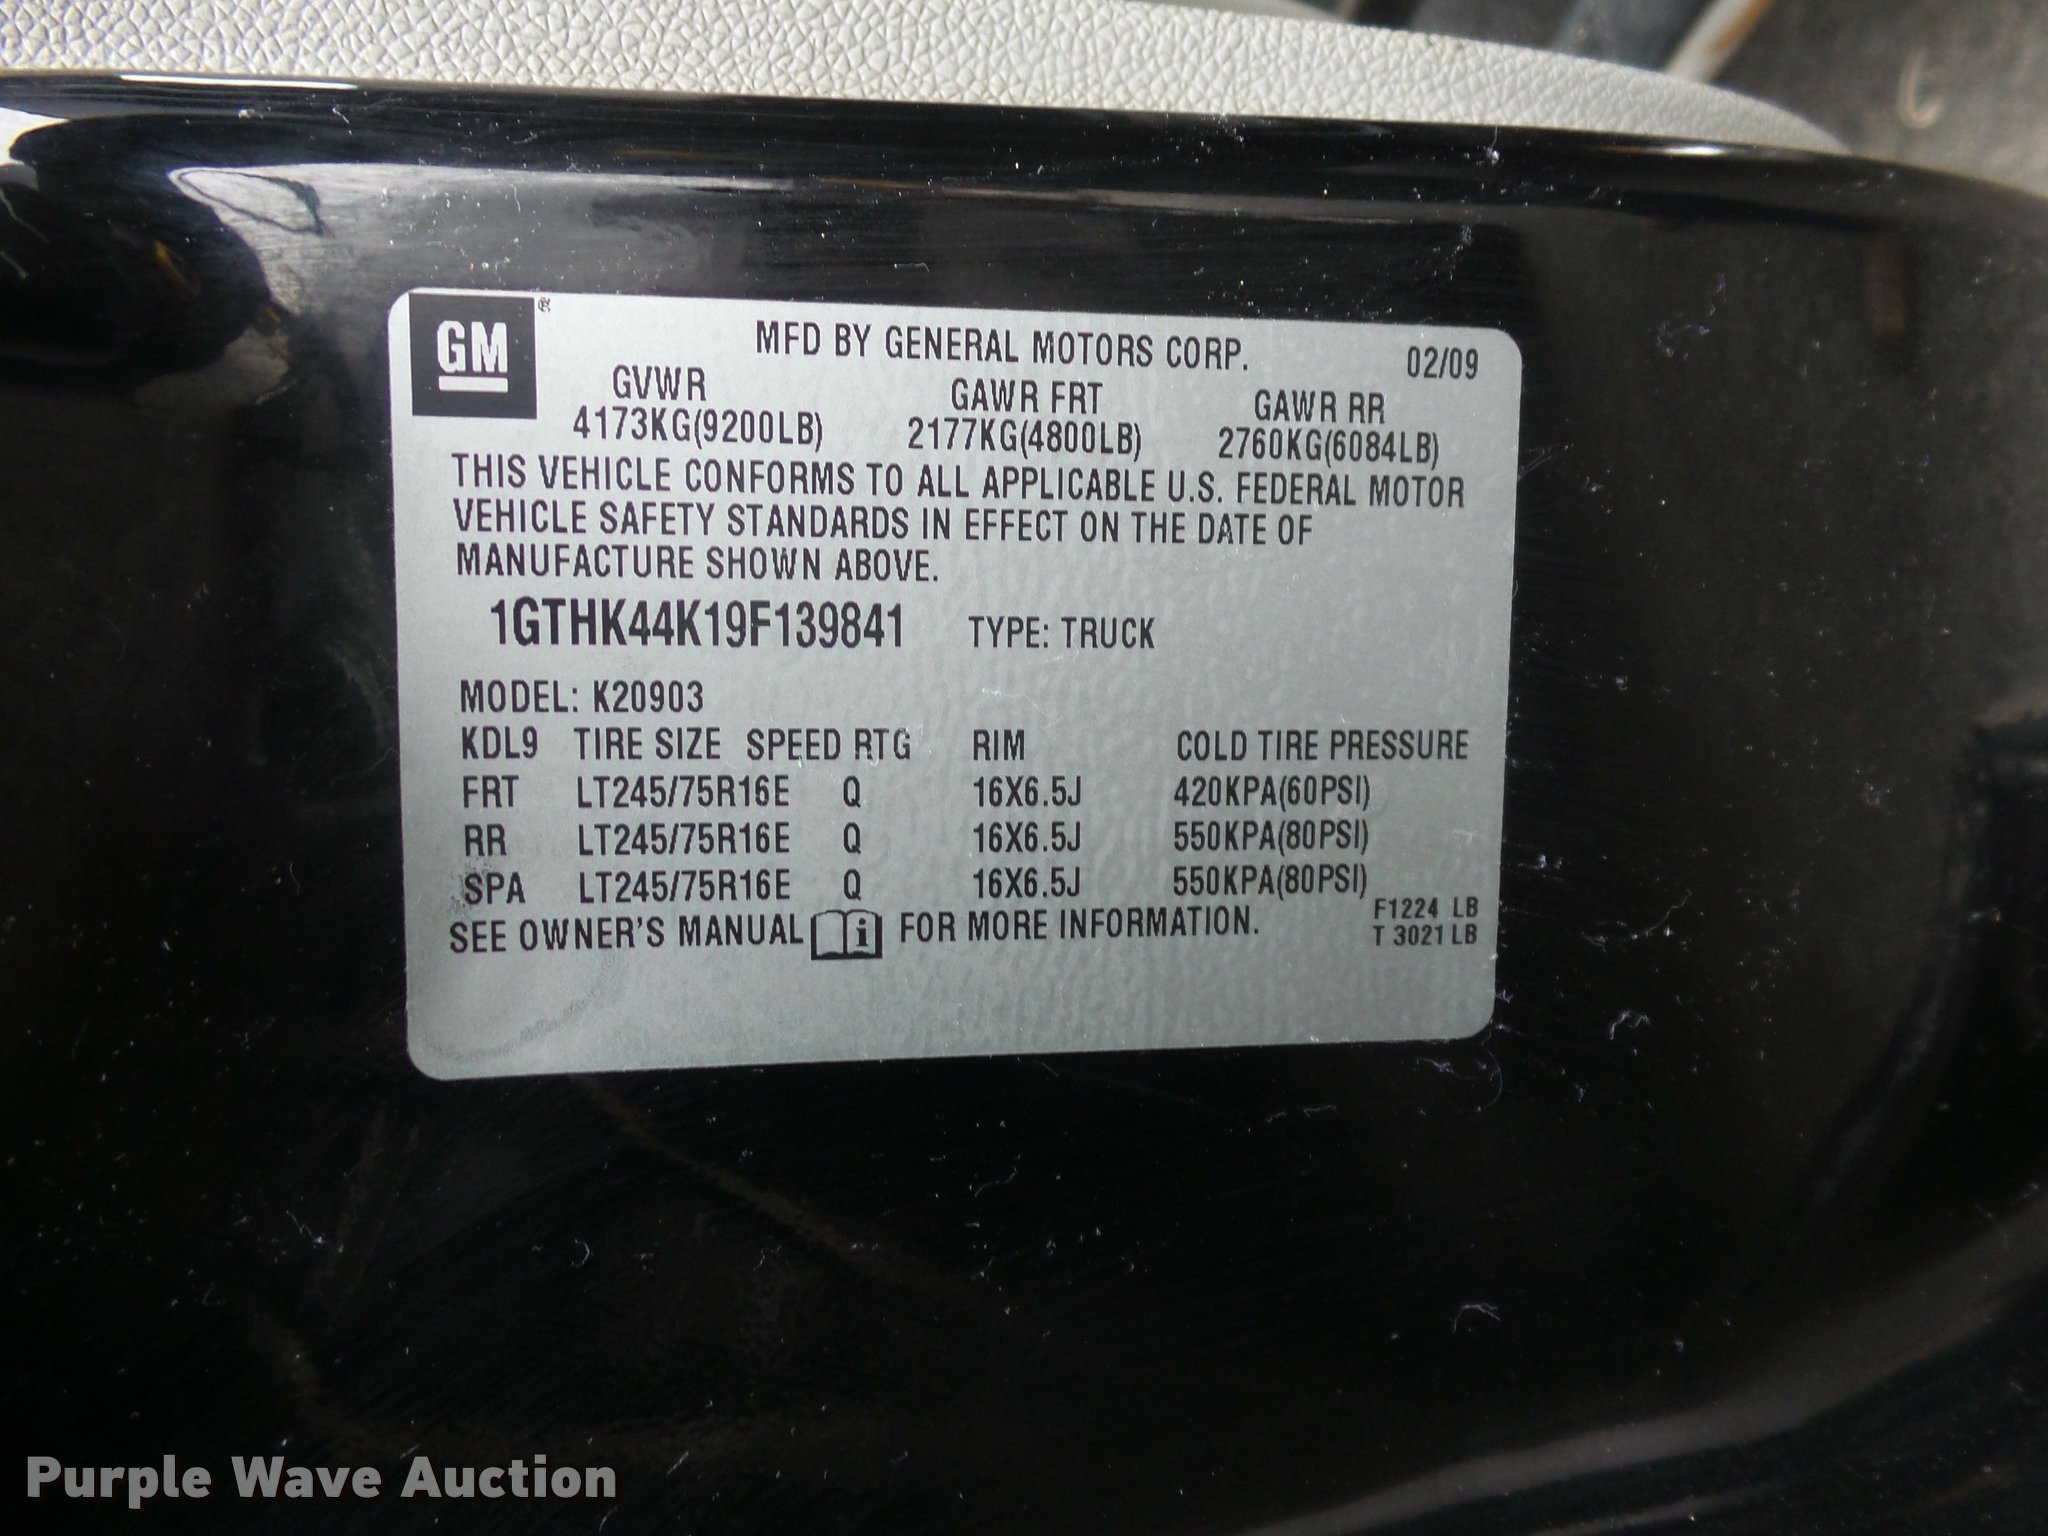 GM ®
MFD BY GENERAL MOTORS CORP. 02/09
GVWR GAWR FRT GAWR RR
4173KG(9200LB) 2177KG(4800LB) 2760KG(6084LB)
THIS VEHICLE CONFORMS TO ALL APPLICABLE U.S. FEDERAL MOTOR
VEHICLE SAFETY STANDARDS IN EFFECT ON THE DATE OF
MANUFACTURE SHOWN ABOVE.
1GTHK44K19F139841 TYPE: TRUCK
MODEL: K20903
KDL9 TIRE SIZE SPEED RTG RIM COLD TIRE PRESSURE
FRT LT245/75R16E Q 16X6.5J 420KPA(60PSI)
RR LT245/75R16E Q 16X6.5J 550KPA(80PSI)
SPA LT245/75R16E Q 16X6.5J 550KPA(80PSI)
SEE OWNER'S MANUAL i FOR MORE INFORMATION.
F1224 LB
T 3021 LB
Purple Wave Auction